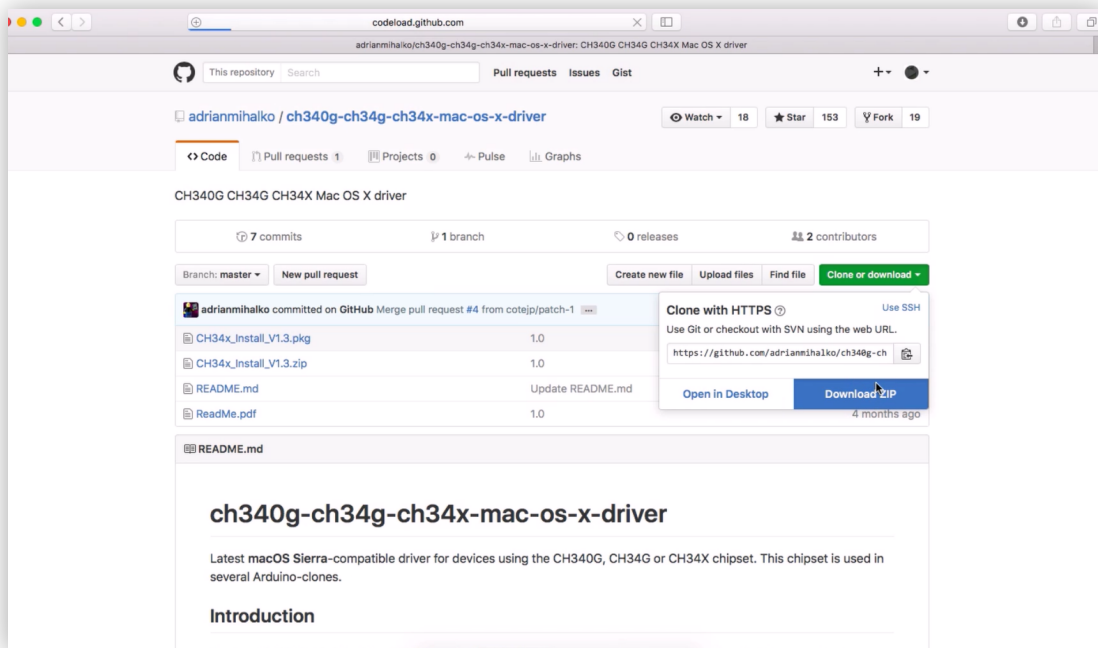 codeload.github.com
adrianmihalko/ch340g-ch34g-ch34x-mac-os-x-driver: CH340G CH34G CH34X Mac OS X driver
This repository Search Pull requests Issues Gist
adrianmihalko / ch340g-ch34g-ch34x-mac-os-x-driver Watch 18 Star 153 Fork 19
Code Pull requests 1 Projects 0 Pulse Graphs
CH340G CH34G CH34X Mac OS X driver
7 commits 1 branch 0 releases 2 contributors
Branch: master New pull request Create new file Upload files Find file Clone or download
adrianmihalko committed on GitHub Merge pull request #4 from cotejp/patch-1 ...
CH34x_Install_V1.3.pkg 1.0
CH34x_Install_V1.3.zip 1.0
README.md Update README.md
ReadMe.pdf 1.0 4 months ago
Clone with HTTPS ? Use SSH
Use Git or checkout with SVN using the web URL.
https://github.com/adrianmihalko/ch340g-ch
Open in Desktop Download ZIP
README.md
ch340g-ch34g-ch34x-mac-os-x-driver
Latest macOS Sierra-compatible driver for devices using the CH340G, CH34G or CH34X chipset. This chipset is used in
several Arduino-clones.
Introduction